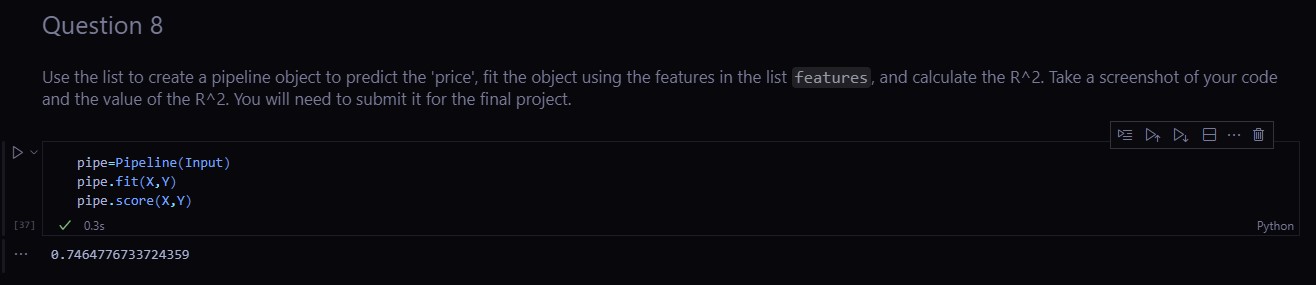 Question 8
Use the list to create a pipeline object to predict the 'price', fit the object using the features in the list features, and calculate the R^2. Take a screenshot of your code
and the value of the R^2. You will need to submit it for the final project.
pipe=Pipeline(Input)
pipe.fit(X,Y)
pipe.score(X,Y)
[37] 0.3s Python
0.7464776733724359